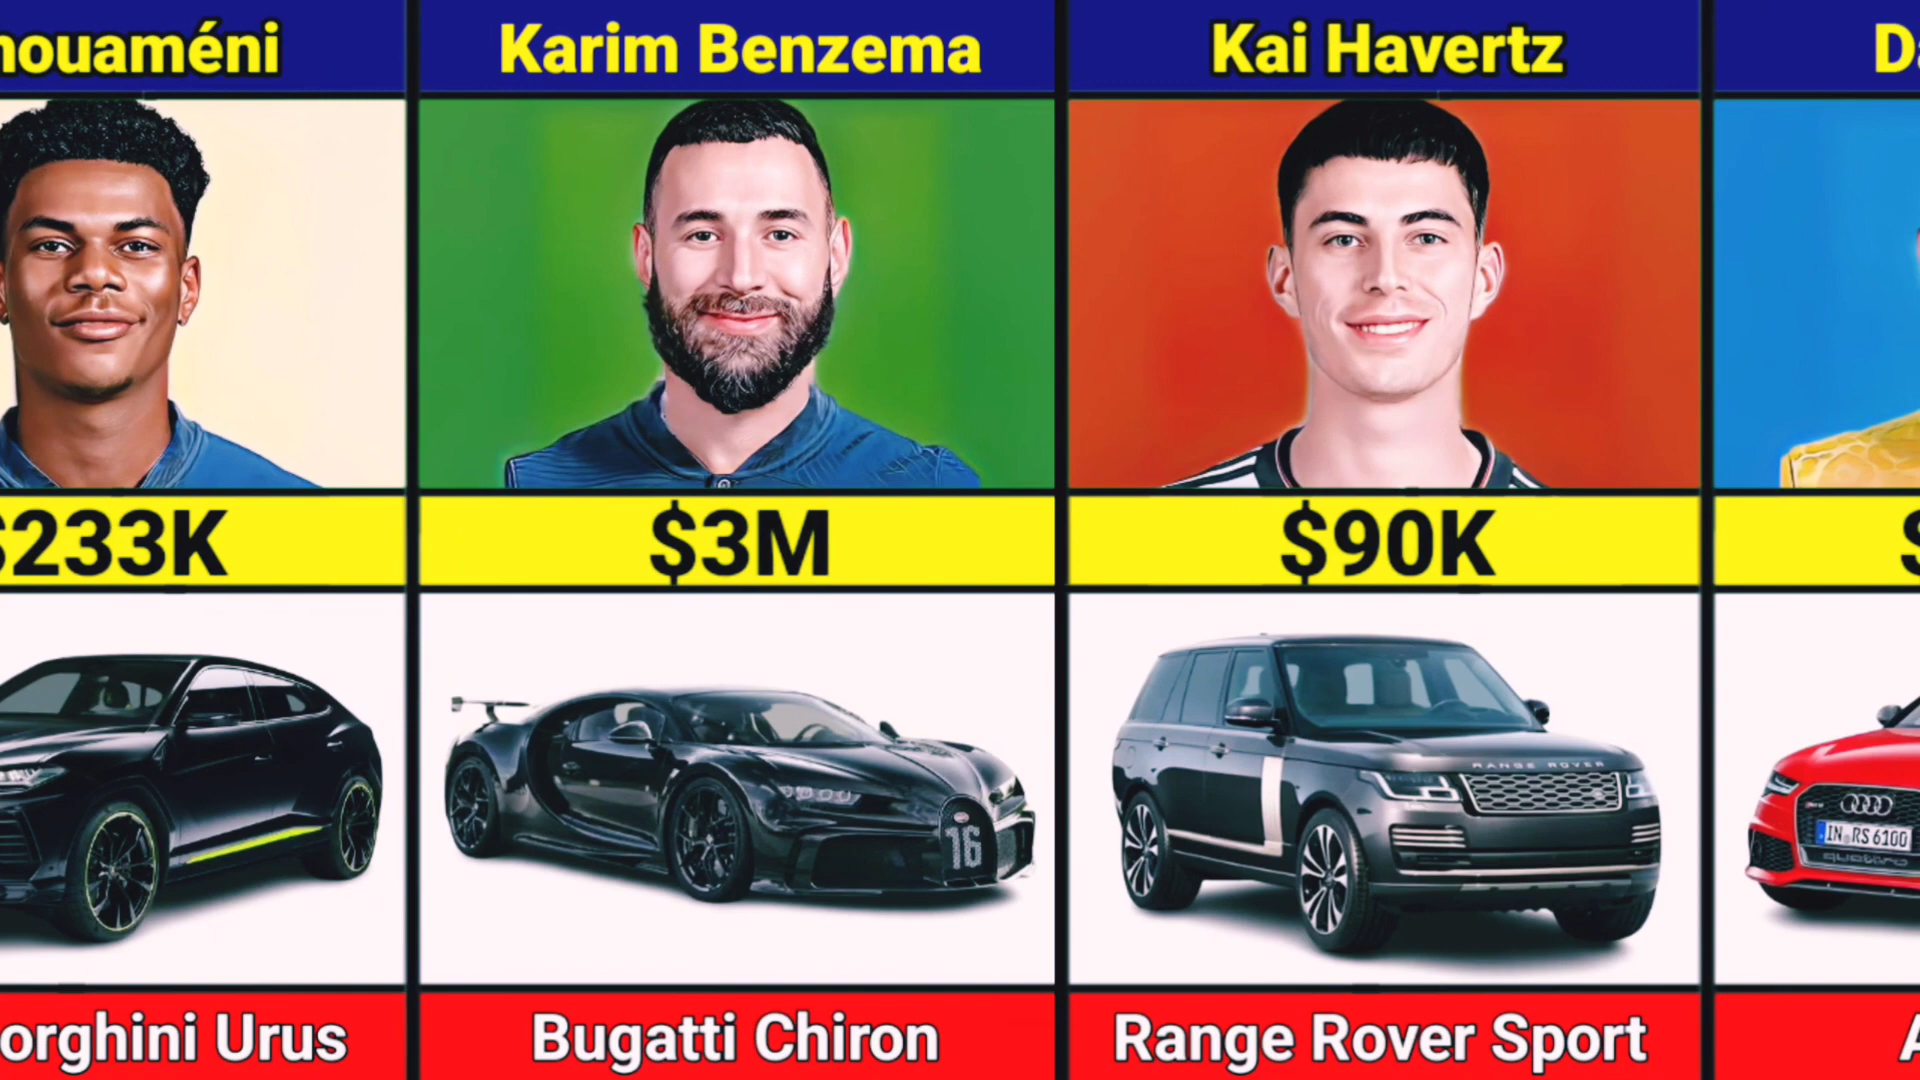 houaméni
Karim Benzema
Kai Havertz
$233K
$3M
$90K
RANGE ROVER
16
IN RS 6100
quattro
orghini Urus
Bugatti Chiron
Range Rover Sport